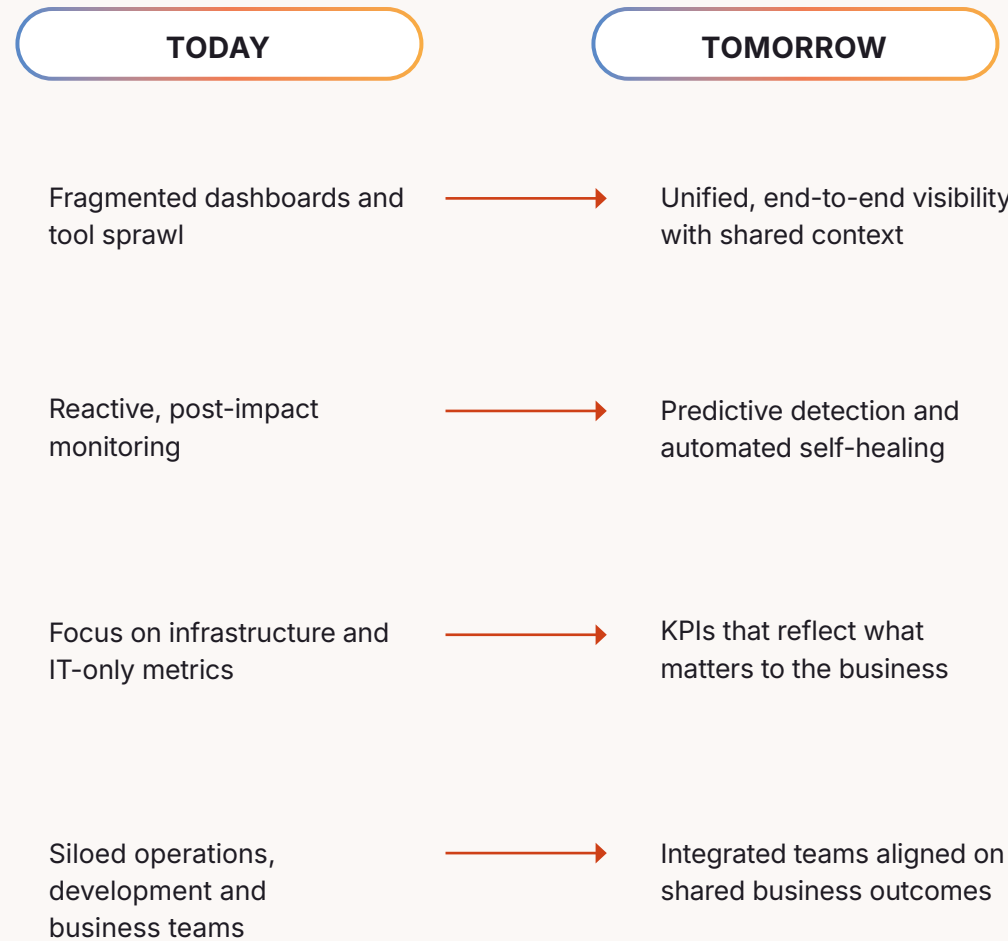 TODAY
TOMORROW
Fragmented dashboards and
tool sprawl
Unified, end-to-end visibility
with shared context
Reactive, post-impact
monitoring
Predictive detection and
automated self-healing
Focus on infrastructure and
IT-only metrics
KPIs that reflect what
matters to the business
Siloed operations,
development and
business teams
Integrated teams aligned on
shared business outcomes